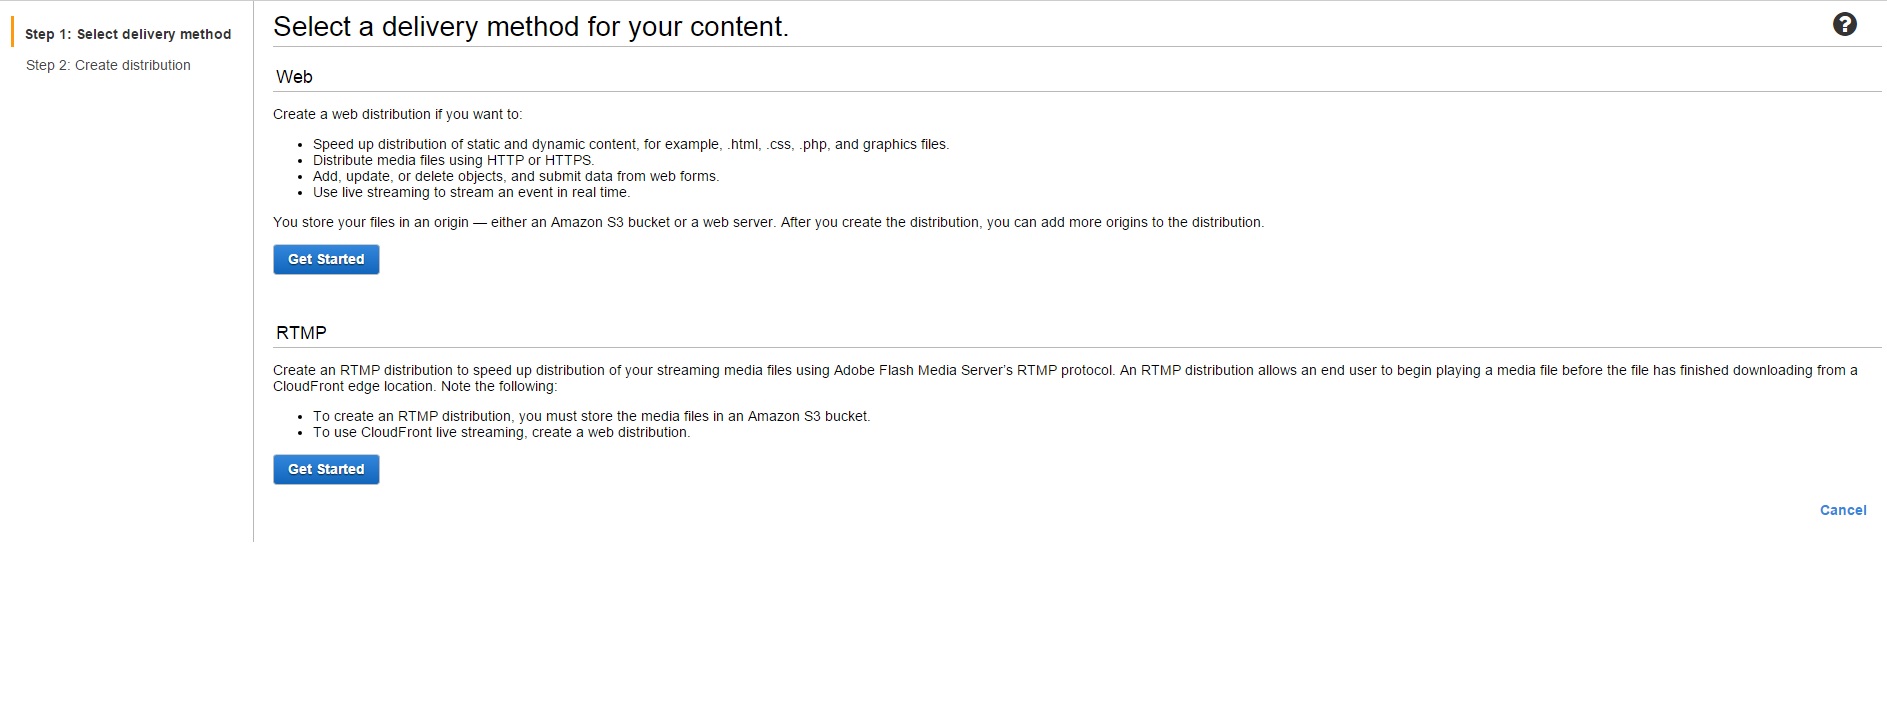 Step 1: Select delivery method
Step 2: Create distribution
Select a delivery method for your content.
?
Web
Create a web distribution if you want to:
• Speed up distribution of static and dynamic content, for example, .html, .css, .php, and graphics files.
• Distribute media files using HTTP or HTTPS.
• Add, update, or delete objects, and submit data from web forms.
• Use live streaming to stream an event in real time.
You store your files in an origin — either an Amazon S3 bucket or a web server. After you create the distribution, you can add more origins to the distribution.
Get Started
RTMP
Create an RTMP distribution to speed up distribution of your streaming media files using Adobe Flash Media Server's RTMP protocol. An RTMP distribution allows an end user to begin playing a media file before the file has finished downloading from a
CloudFront edge location. Note the following:
• To create an RTMP distribution, you must store the media files in an Amazon S3 bucket.
• To use CloudFront live streaming, create a web distribution.
Get Started
Cancel